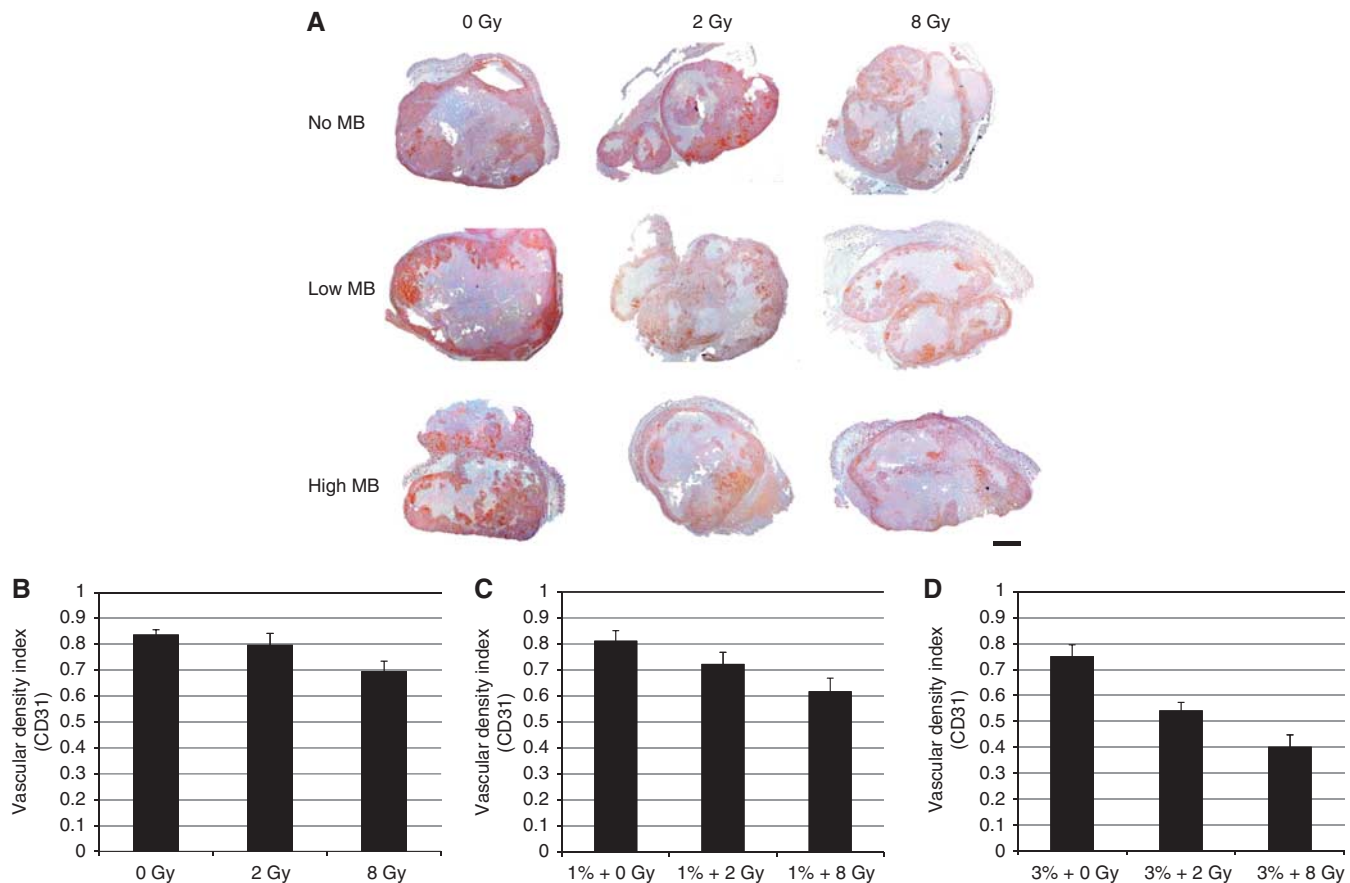 A
0 Gy 2 Gy 8 Gy
No MB
Low MB
High MB
B
Vascular density index
(CD31)
1
0.9
0.8
0.7
0.6
0.5
0.4
0.3
0.2
0.1
0
0 Gy 2 Gy 8 Gy
C
Vascular density index
(CD31)
1
0.9
0.8
0.7
0.6
0.5
0.4
0.3
0.2
0.1
0
1% + 0 Gy 1% + 2 Gy 1% + 8 Gy
D
Vascular density index
(CD31)
1
0.9
0.8
0.7
0.6
0.5
0.4
0.3
0.2
0.1
0
3% + 0 Gy 3% + 2 Gy 3% + 8 Gy